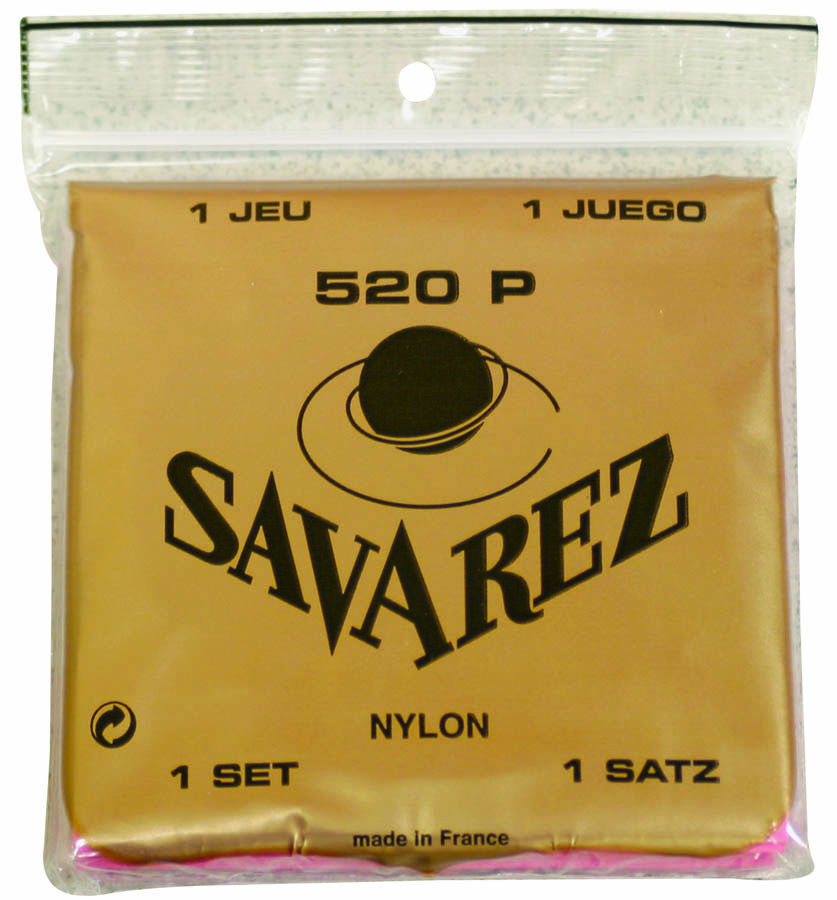 1 JEU 1 JUEGO
520 P
SAVAREZ
NYLON
1 SET 1 SATZ
made in France